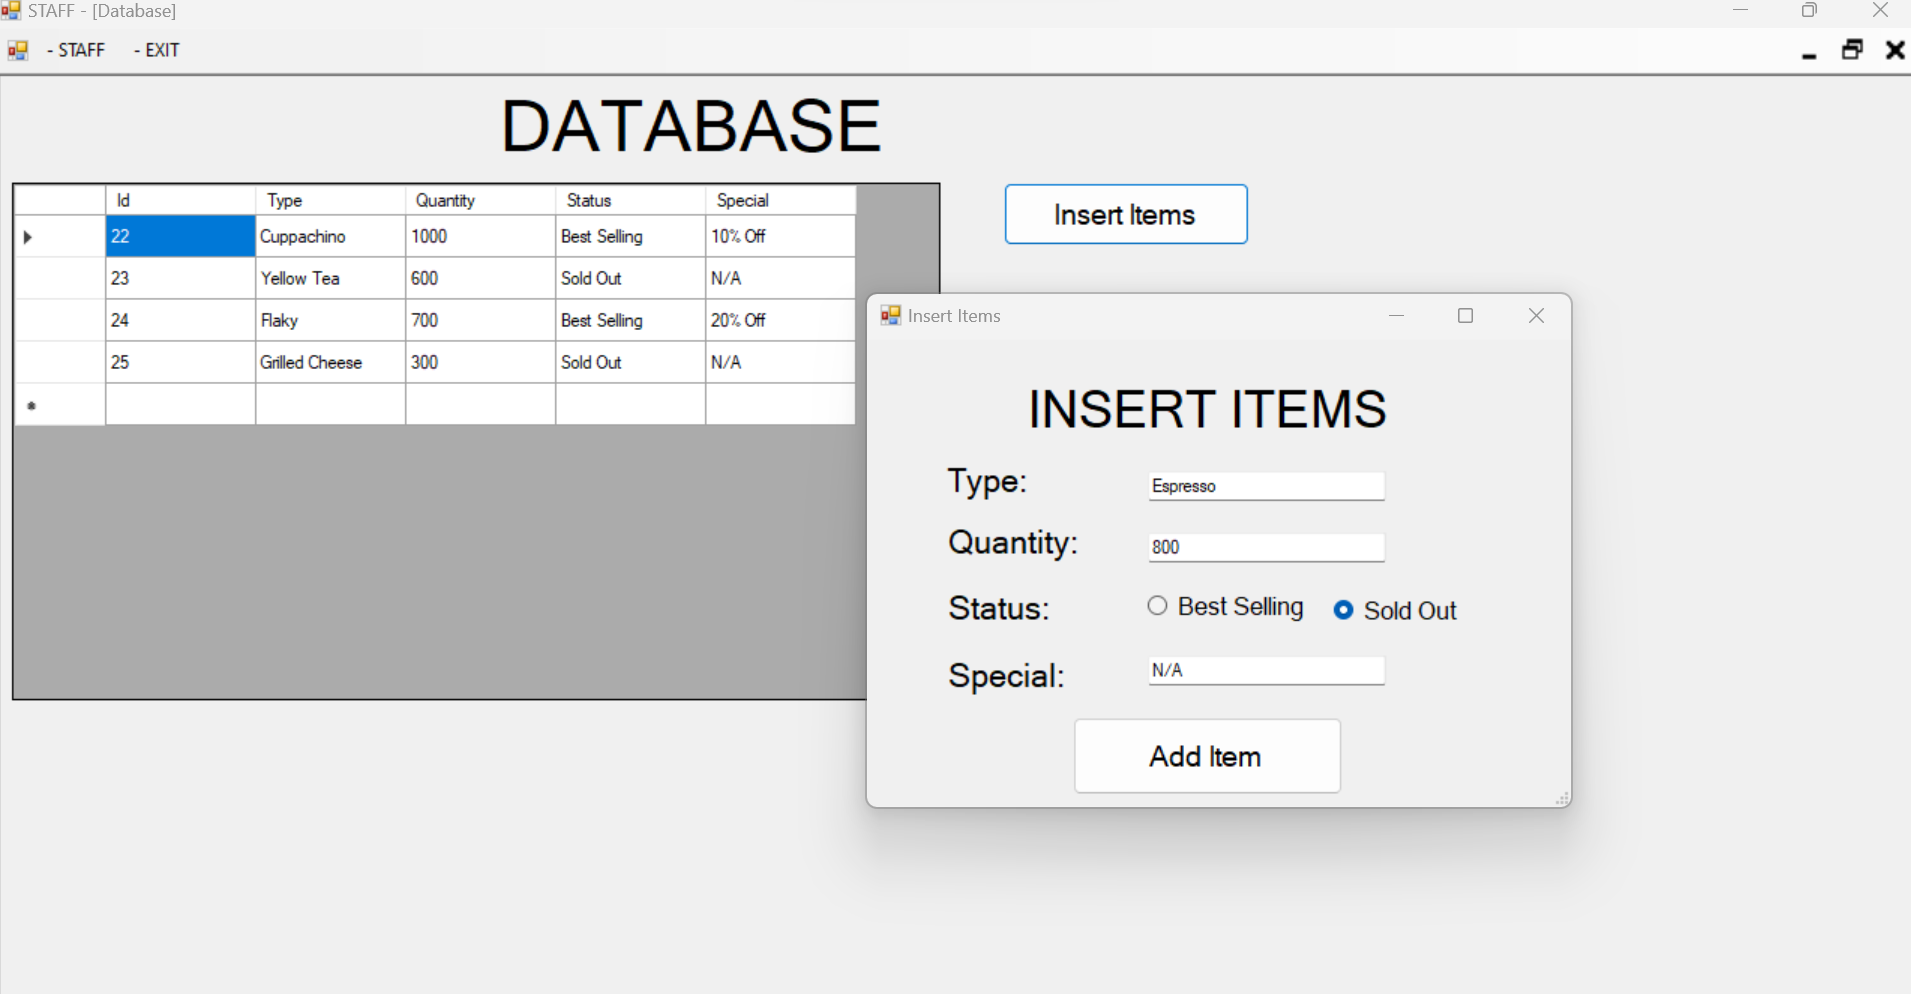 STAFF - [Database]
- STAFF - EXIT
DATABASE
Id Type Quantity Status Special
22 Cuppachino 1000 Best Selling 10% Off
23 Yellow Tea 600 Sold Out N/A
24 Flaky 700 Best Selling 20% Off
25 Grilled Cheese 300 Sold Out N/A
Insert Items
Insert Items
INSERT ITEMS
Type: Espresso
Quantity: 800
Status: Best Selling Sold Out
Special: N/A
Add Item